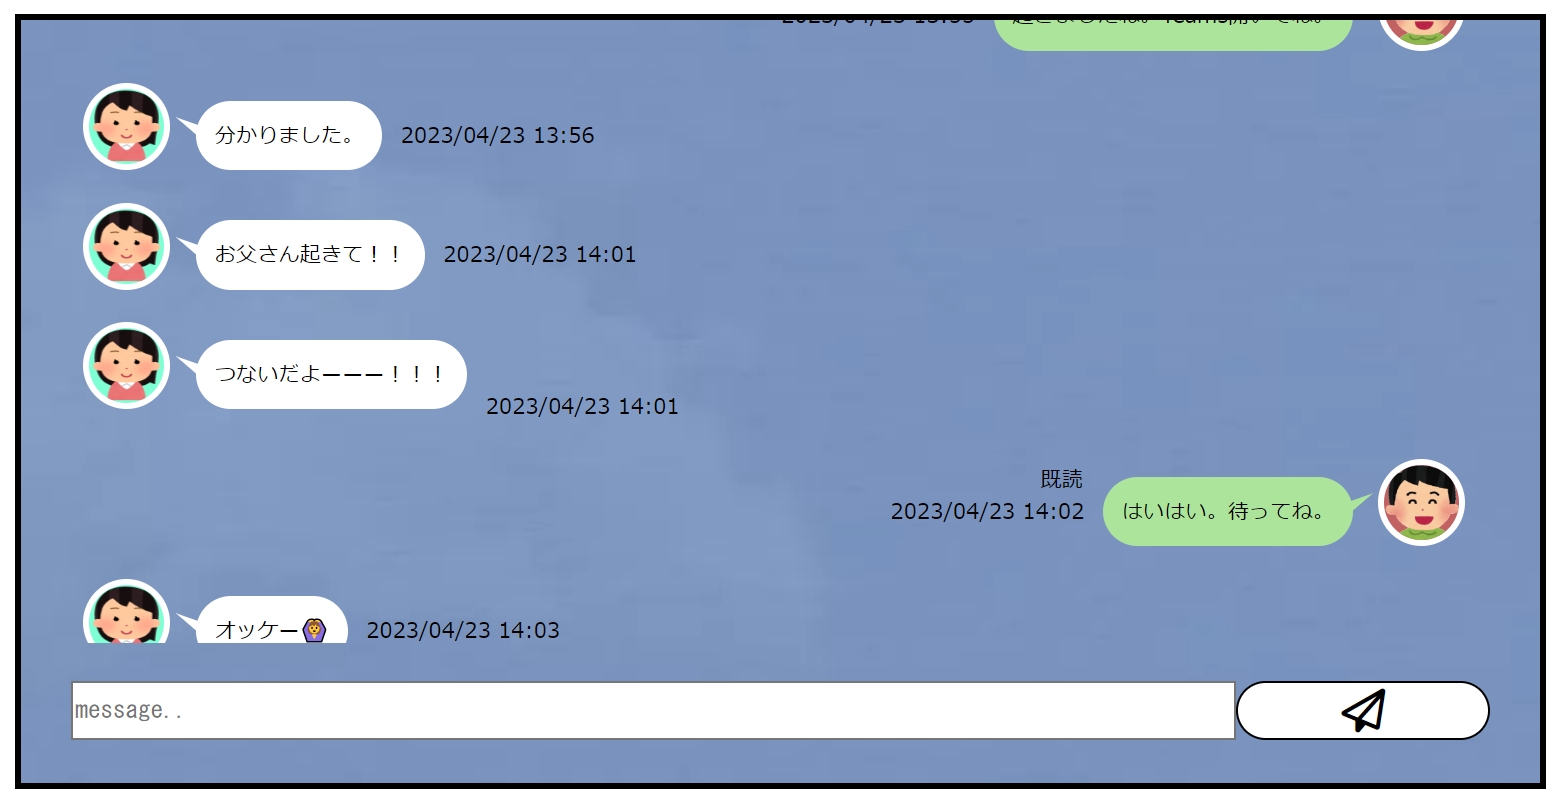 分かりました。 2023/04/23 13:56
お父さん起きて！！ 2023/04/23 14:01
つないだよーーー！！！
2023/04/23 14:01
既読
2023/04/23 14:02 はいはい。待ってね。
オッケー🙆 2023/04/23 14:03
message..